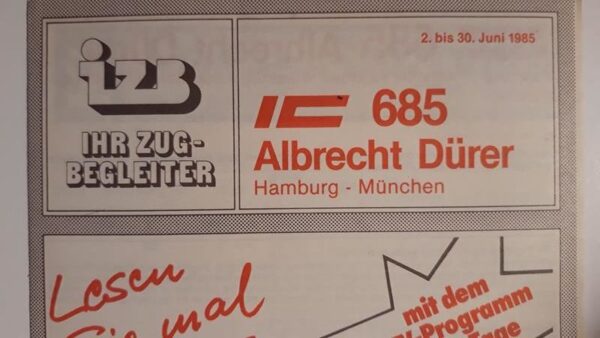 izb
IHR ZUG-
BEGLEITER
2. bis 30. Juni 1985
IC 685
Albrecht Dürer
Hamburg - München
Lesen
Sie mal
mit dem
-Programm
Tage